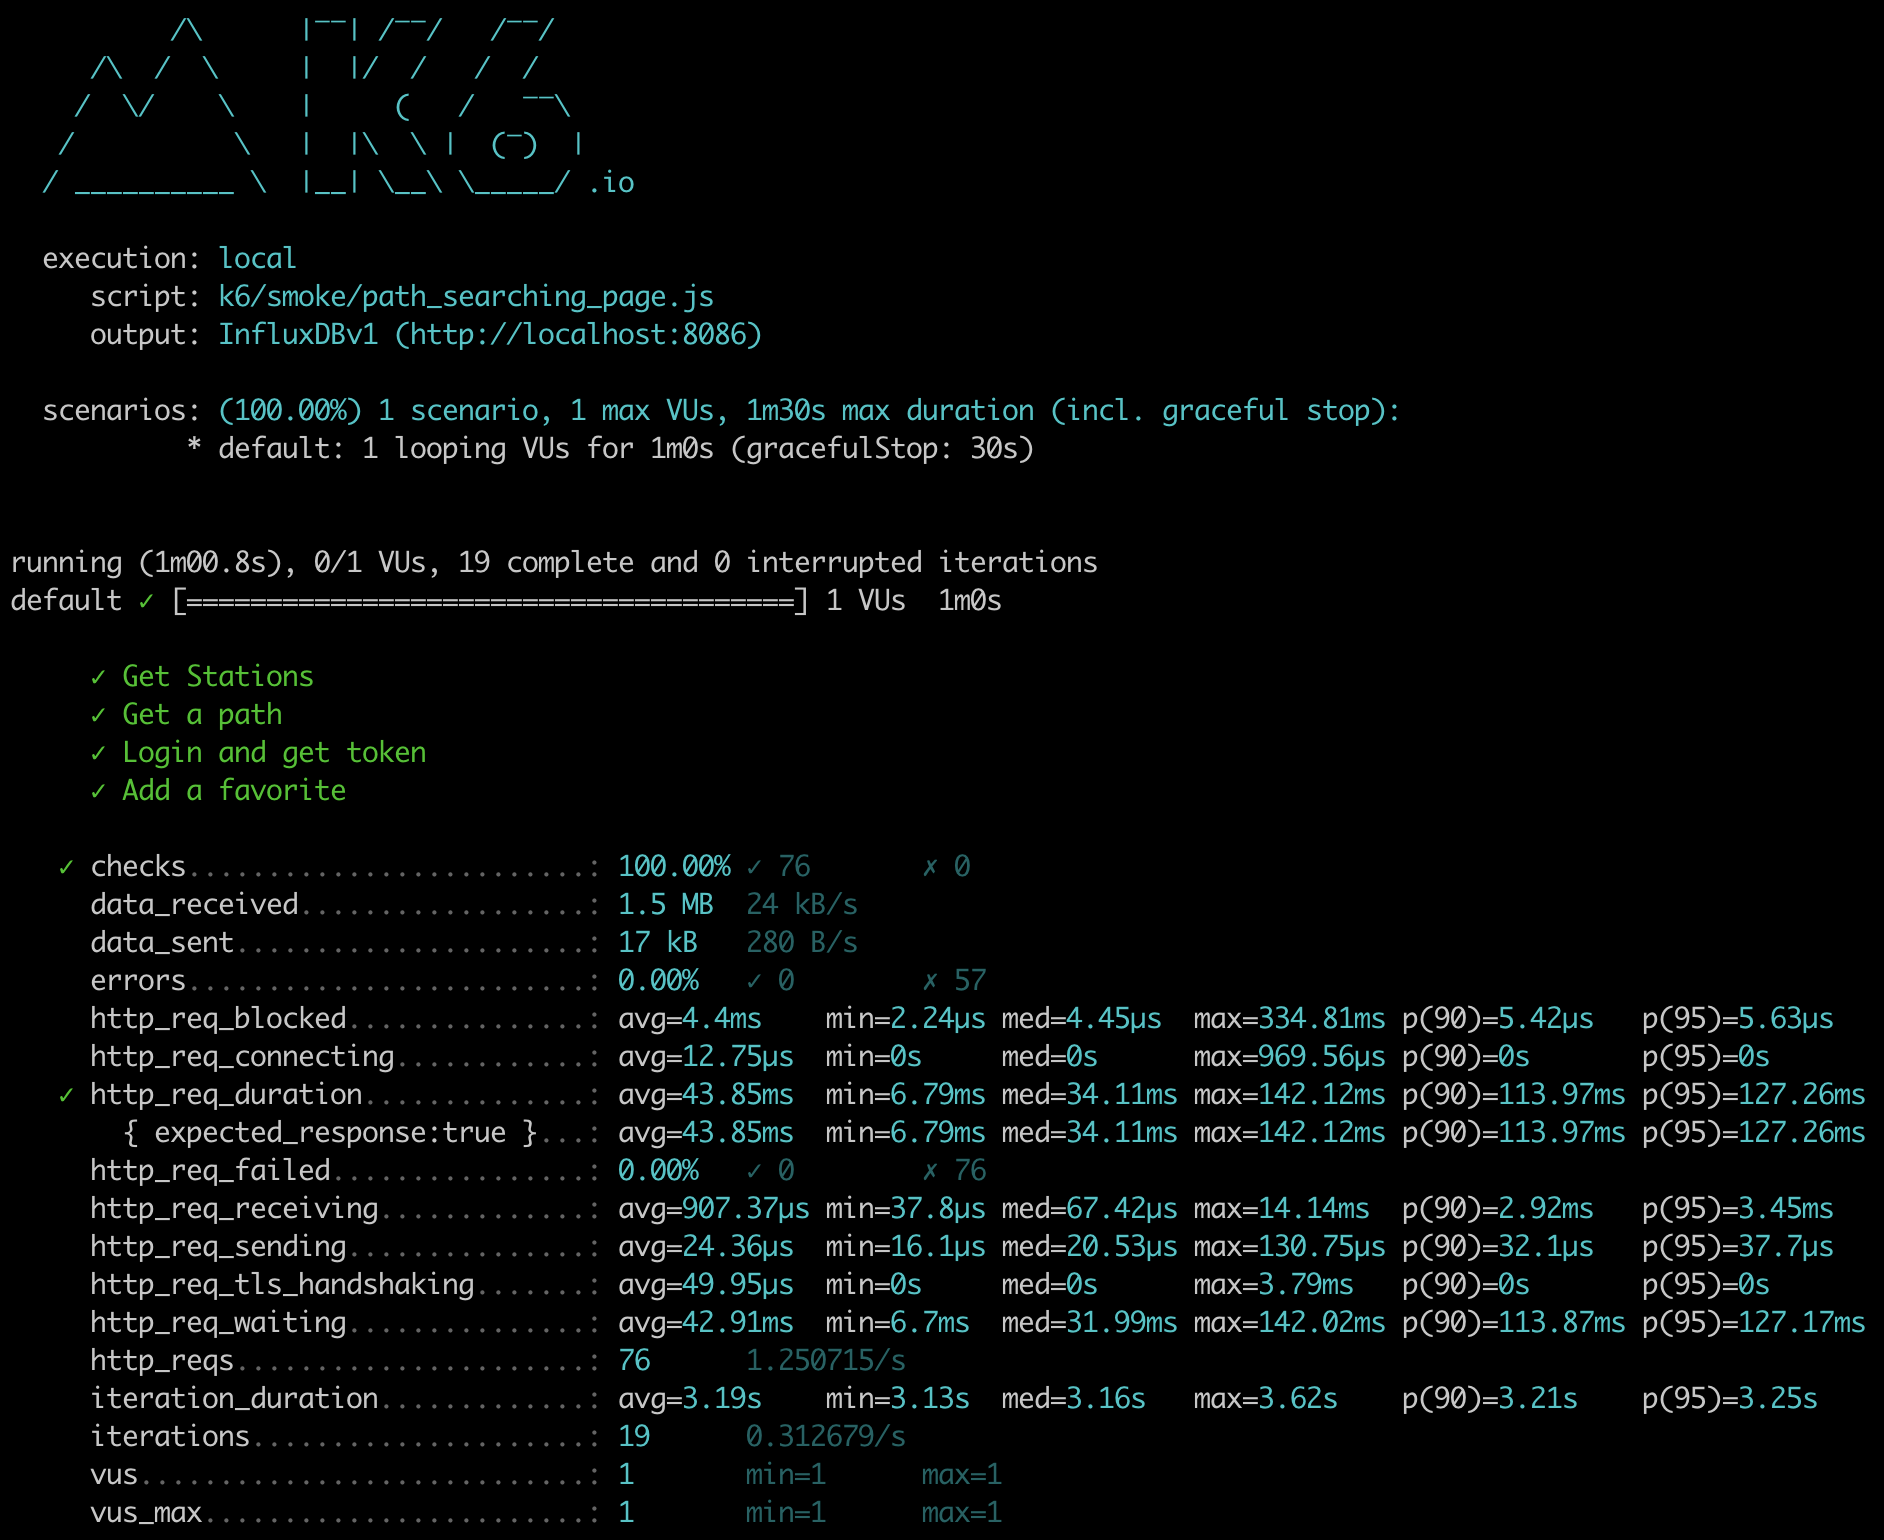 /\      |‾‾| /‾‾/   /‾‾/
     /\  /  \     |  |/  /   /  /
    /  \/    \    |     (   /   ‾‾\
   /          \   |  |\  \ |  (‾)  |
  / __________ \  |__| \__\ \_____/ .io
  execution: local
     script: k6/smoke/path_searching_page.js
     output: InfluxDBv1 (http://localhost:8086)
  scenarios: (100.00%) 1 scenario, 1 max VUs, 1m30s max duration (incl. graceful stop):
           * default: 1 looping VUs for 1m0s (gracefulStop: 30s)
running (1m00.8s), 0/1 VUs, 19 complete and 0 interrupted iterations
default ✓ [======================================] 1 VUs  1m0s
     ✓ Get Stations
     ✓ Get a path
     ✓ Login and get token
     ✓ Add a favorite
   ✓ checks.........................: 100.00% ✓ 76       ✗ 0
     data_received..................: 1.5 MB  24 kB/s
     data_sent......................: 17 kB   280 B/s
     errors.........................: 0.00%   ✓ 0        ✗ 57
     http_req_blocked...............: avg=4.4ms    min=2.24µs med=4.45µs  max=334.81ms p(90)=5.42µs   p(95)=5.63µs
     http_req_connecting............: avg=12.75µs  min=0s     med=0s      max=969.56µs p(90)=0s       p(95)=0s
   ✓ http_req_duration..............: avg=43.85ms  min=6.79ms med=34.11ms max=142.12ms p(90)=113.97ms p(95)=127.26ms
       { expected_response:true }...: avg=43.85ms  min=6.79ms med=34.11ms max=142.12ms p(90)=113.97ms p(95)=127.26ms
     http_req_failed................: 0.00%   ✓ 0        ✗ 76
     http_req_receiving.............: avg=907.37µs min=37.8µs med=67.42µs max=14.14ms  p(90)=2.92ms   p(95)=3.45ms
     http_req_sending...............: avg=24.36µs  min=16.1µs med=20.53µs max=130.75µs p(90)=32.1µs   p(95)=37.7µs
     http_req_tls_handshaking.......: avg=49.95µs  min=0s     med=0s      max=3.79ms   p(90)=0s       p(95)=0s
     http_req_waiting...............: avg=42.91ms  min=6.7ms  med=31.99ms max=142.02ms p(90)=113.87ms p(95)=127.17ms
     http_reqs......................: 76      1.250715/s
     iteration_duration.............: avg=3.19s    min=3.13s  med=3.16s   max=3.62s    p(90)=3.21s    p(95)=3.25s
     iterations.....................: 19      0.312679/s
     vus............................: 1       min=1      max=1
     vus_max........................: 1       min=1      max=1